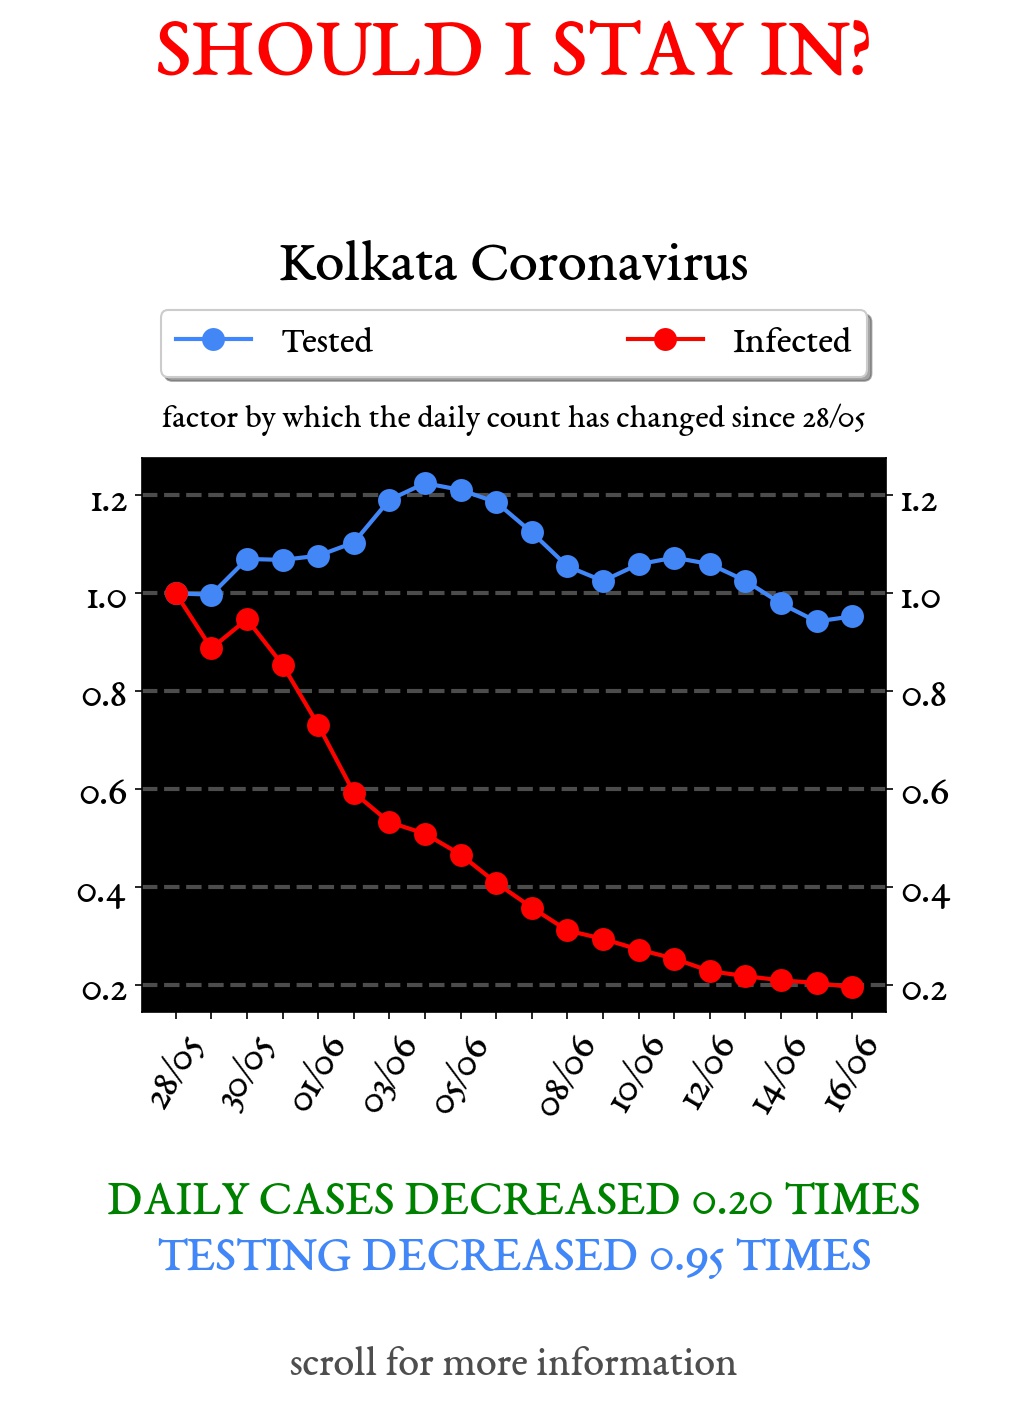 SHOULD I STAY IN?
Kolkata Coronavirus
Tested Infected
factor by which the daily count has changed since 28/05
1.2 1.2
1.0 1.0
0.8 0.8
0.6 0.6
0.4 0.4
0.2 0.2
28/05 30/05 01/06 03/06 05/06 08/06 10/06 12/06 14/06 16/06
DAILY CASES DECREASED 0.20 TIMES
TESTING DECREASED 0.95 TIMES
scroll for more information